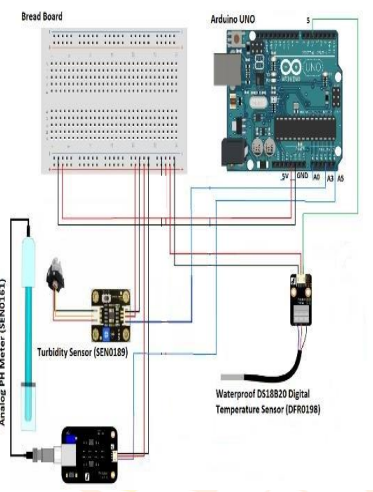 Bread Board
Arduino UNO
S
UNO
5V
GND
A0
A3
A5
Analog PH Meter (SEN0161)
Turbidity Sensor (SEN0189)
Waterproof DS18B20 Digital
Temperature Sensor (DFR0198)